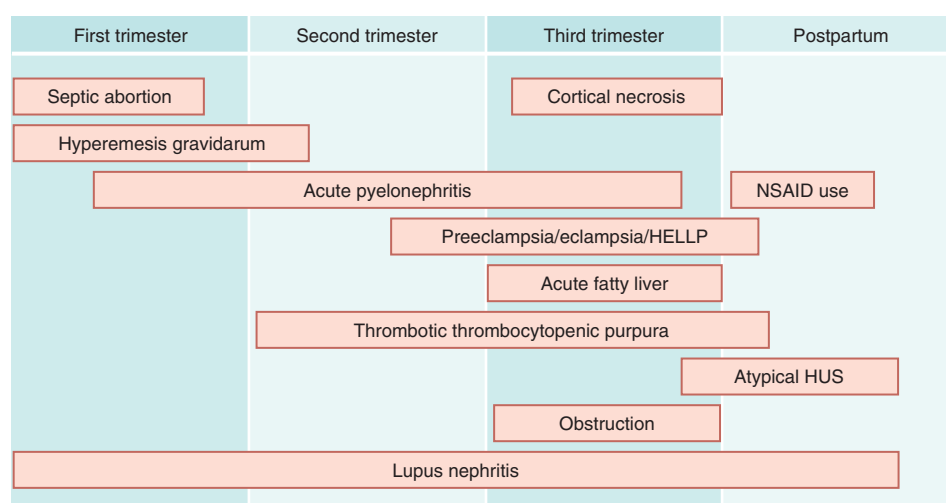 First trimester
Second trimester
Third trimester
Postpartum
Septic abortion
Cortical necrosis
Hyperemesis gravidarum
Acute pyelonephritis
NSAID use
Preeclampsia/eclampsia/HELLP
Acute fatty liver
Thrombotic thrombocytopenic purpura
Atypical HUS
Obstruction
Lupus nephritis